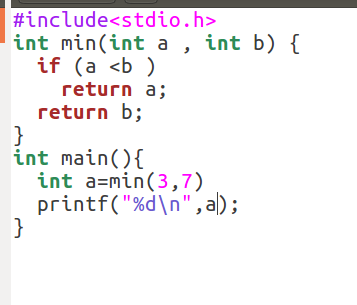 #include<stdio.h>
int min(int a , int b) {
  if (a <b )
    return a;
  return b;
}
int main(){
  int a=min(3,7)
  printf("%d\n",a);
}